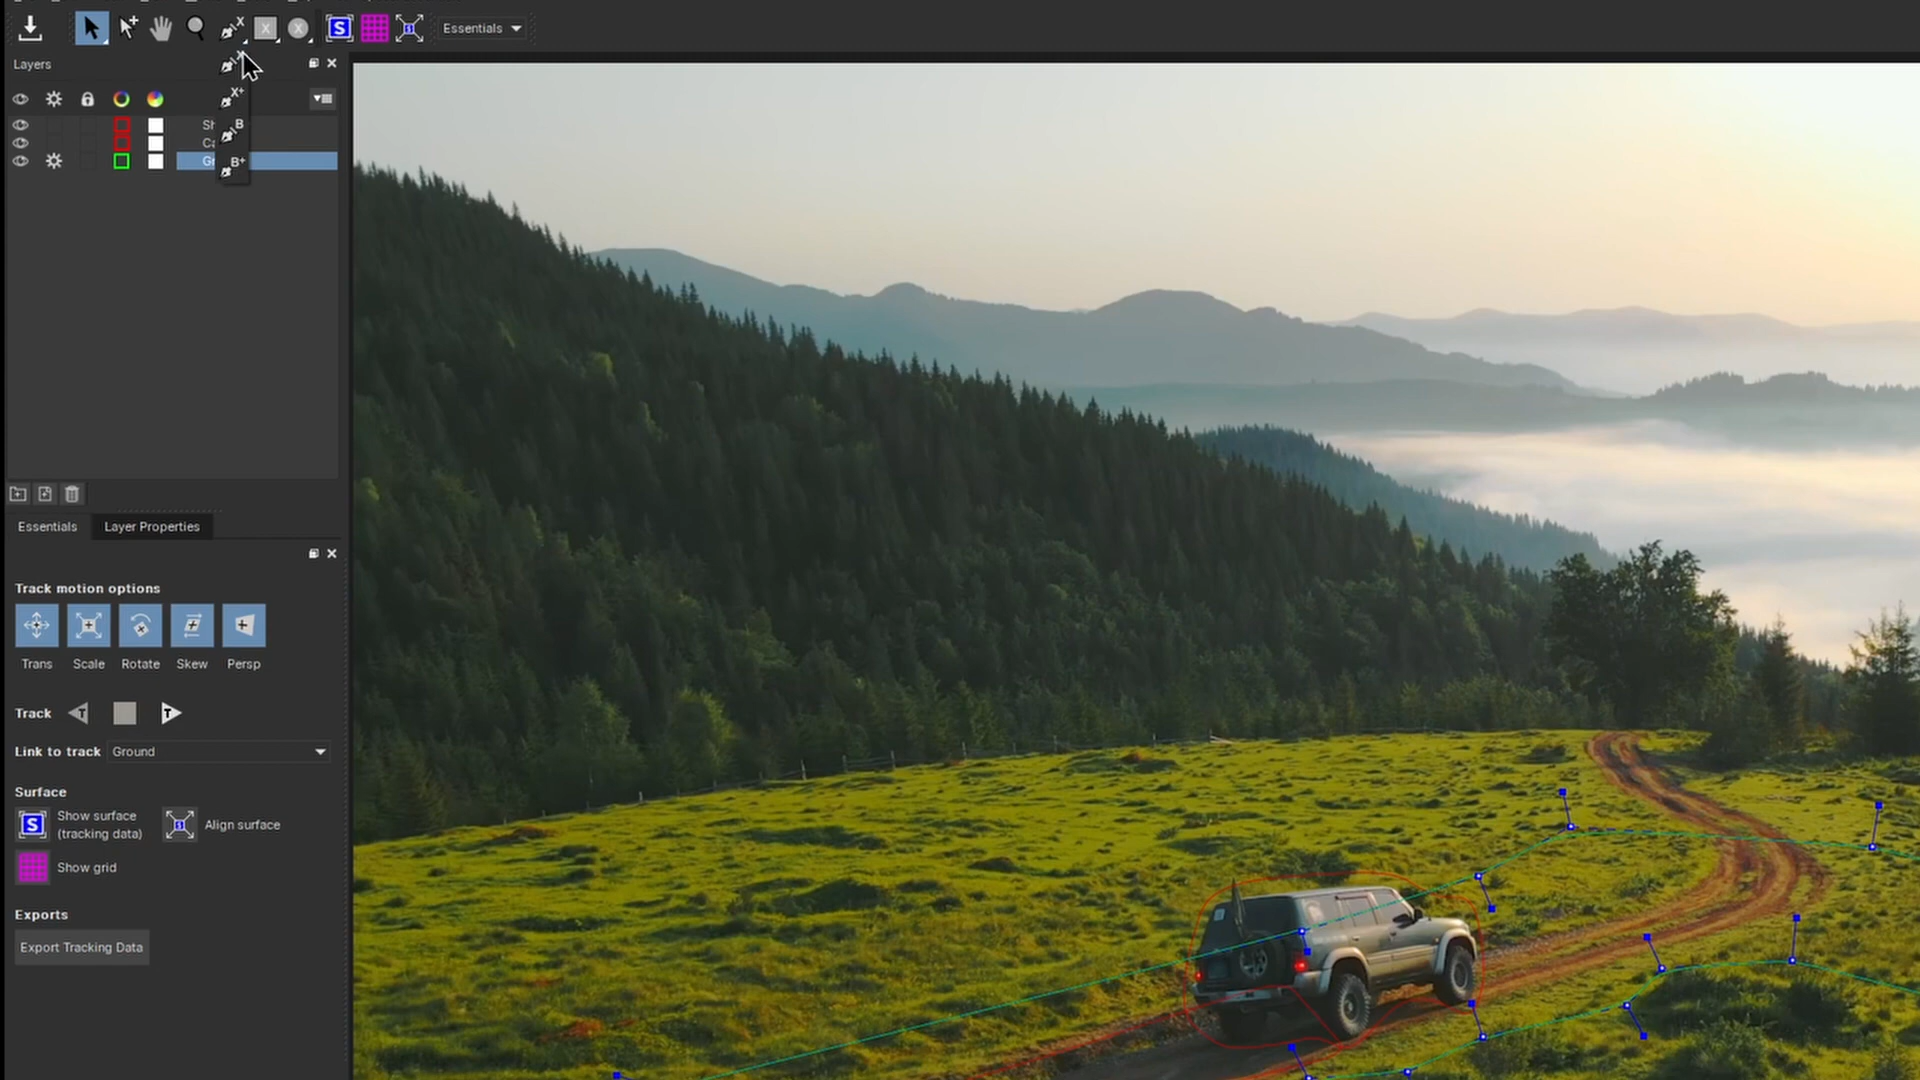 Essentials
Layers
X
X+
B
B+
Essentials
Layer Properties
Track motion options
Trans
Scale
Rotate
Skew
Persp
Track
Link to track
Ground
Surface
Show surface
(tracking data)
Align surface
Show grid
Exports
Export Tracking Data